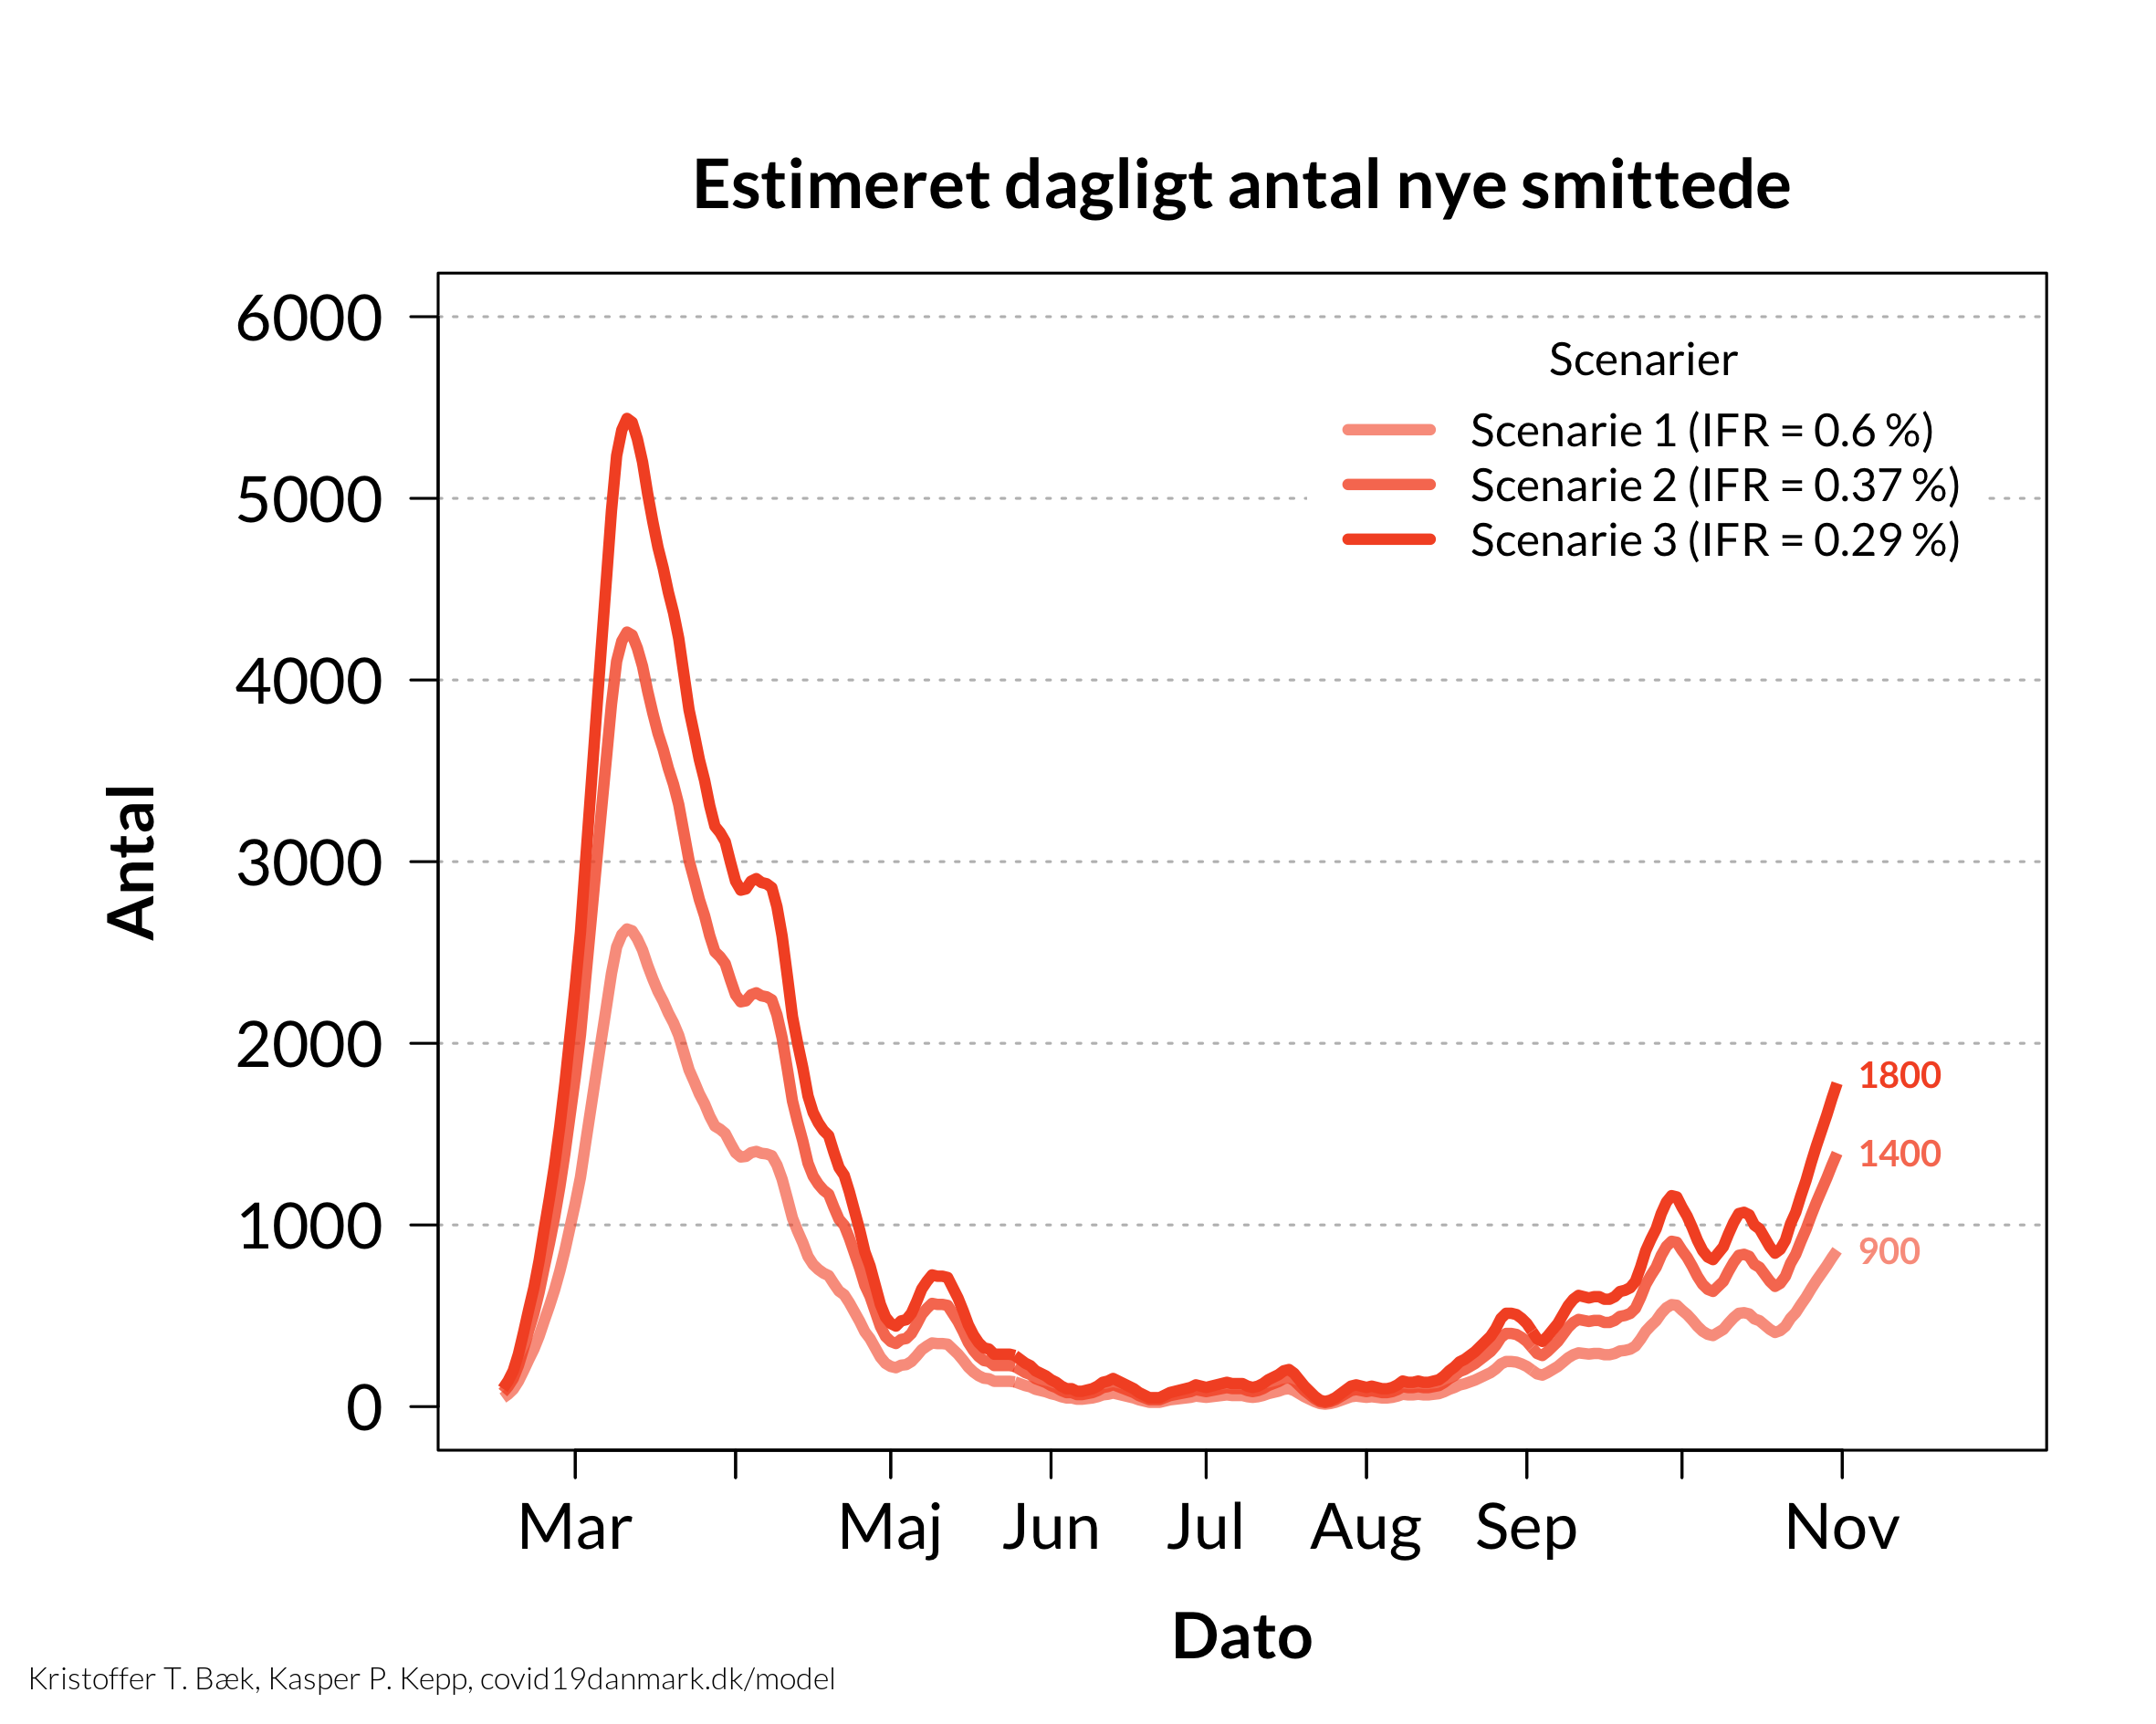 Estimeret dagligt antal nye smittede
6000
5000
4000
3000
2000
1000
0
Antal
Scenarier
Scenarie 1 (IFR = 0.6 %)
Scenarie 2 (IFR = 0.37 %)
Scenarie 3 (IFR = 0.29 %)
1800
1400
900
Mar Maj Jun Jul Aug Sep Nov
Dato
Kristoffer T. Bæk, Kasper P. Kepp, covid19danmark.dk/model